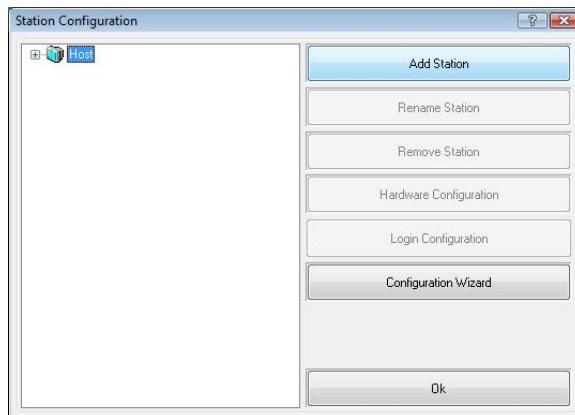 Station Configuration
Host
Add Station
Rename Station
Remove Station
Hardware Configuration
Login Configuration
Configuration Wizard
Ok